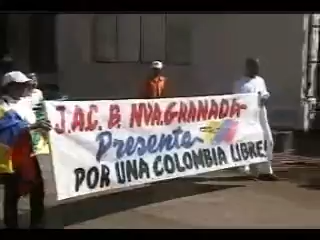 J.A.C. B. NVA. GRANADA-
Presente
POR UNA COLOMBIA LIBRE!